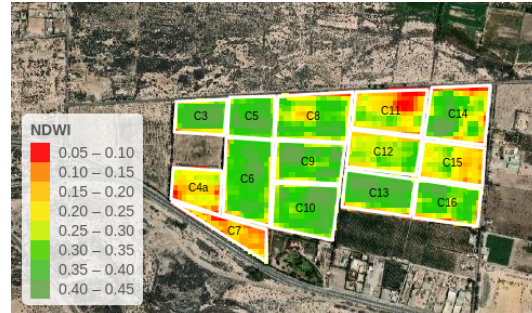 C3
C5
C8
C11
C14
NDWI
0.05 – 0.10
0.10 – 0.15
0.15 – 0.20
0.20 – 0.25
0.25 – 0.30
0.30 – 0.35
0.35 – 0.40
0.40 – 0.45
C4a
C6
C9
C12
C15
C7
C10
C13
C16